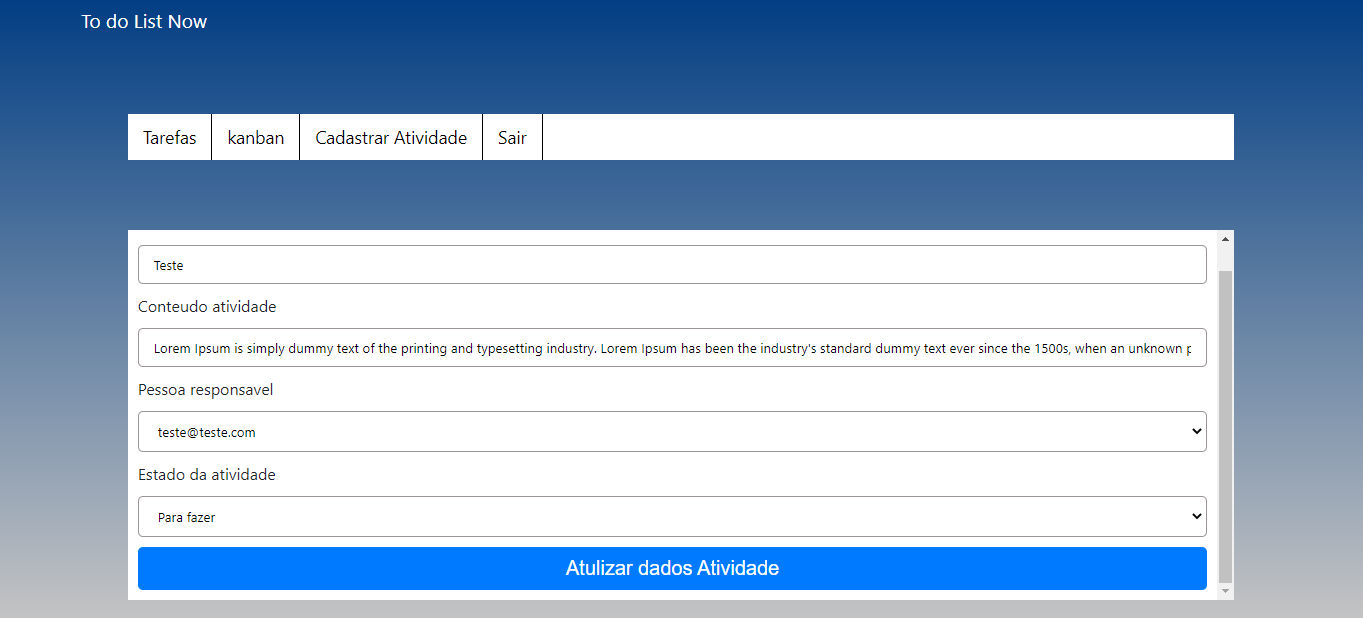 To do List Now
Tarefas kanban Cadastrar Atividade Sair
Teste
Conteudo atividade
Lorem Ipsum is simply dummy text of the printing and typesetting industry. Lorem Ipsum has been the industry's standard dummy text ever since the 1500s, when an unknown
Pessoa responsavel
teste@teste.com
Estado da atividade
Para fazer
Atulizar dados Atividade